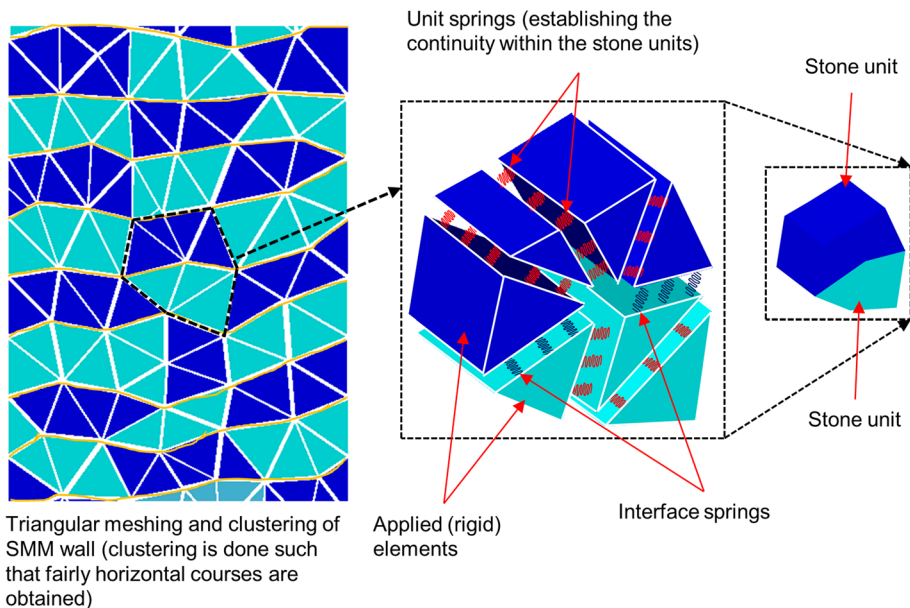 Unit springs (establishing the
continuity within the stone units)
Stone unit
Stone unit
Interface springs
Applied (rigid)
elements
Triangular meshing and clustering of
SMM wall (clustering is done such
that fairly horizontal courses are
obtained)